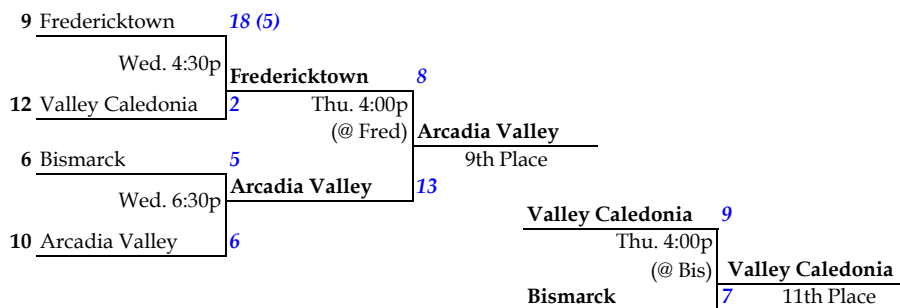 9 Fredericktown 18 (5)
Wed. 4:30p
Fredericktown 8
12 Valley Caledonia 2
Thu. 4:00p
(@ Fred)
Arcadia Valley
9th Place
6 Bismarck 5
Arcadia Valley 13
Wed. 6:30p
10 Arcadia Valley 6
Valley Caledonia 9
Thu. 4:00p
(@ Bis)
Valley Caledonia
Bismarck 7
11th Place